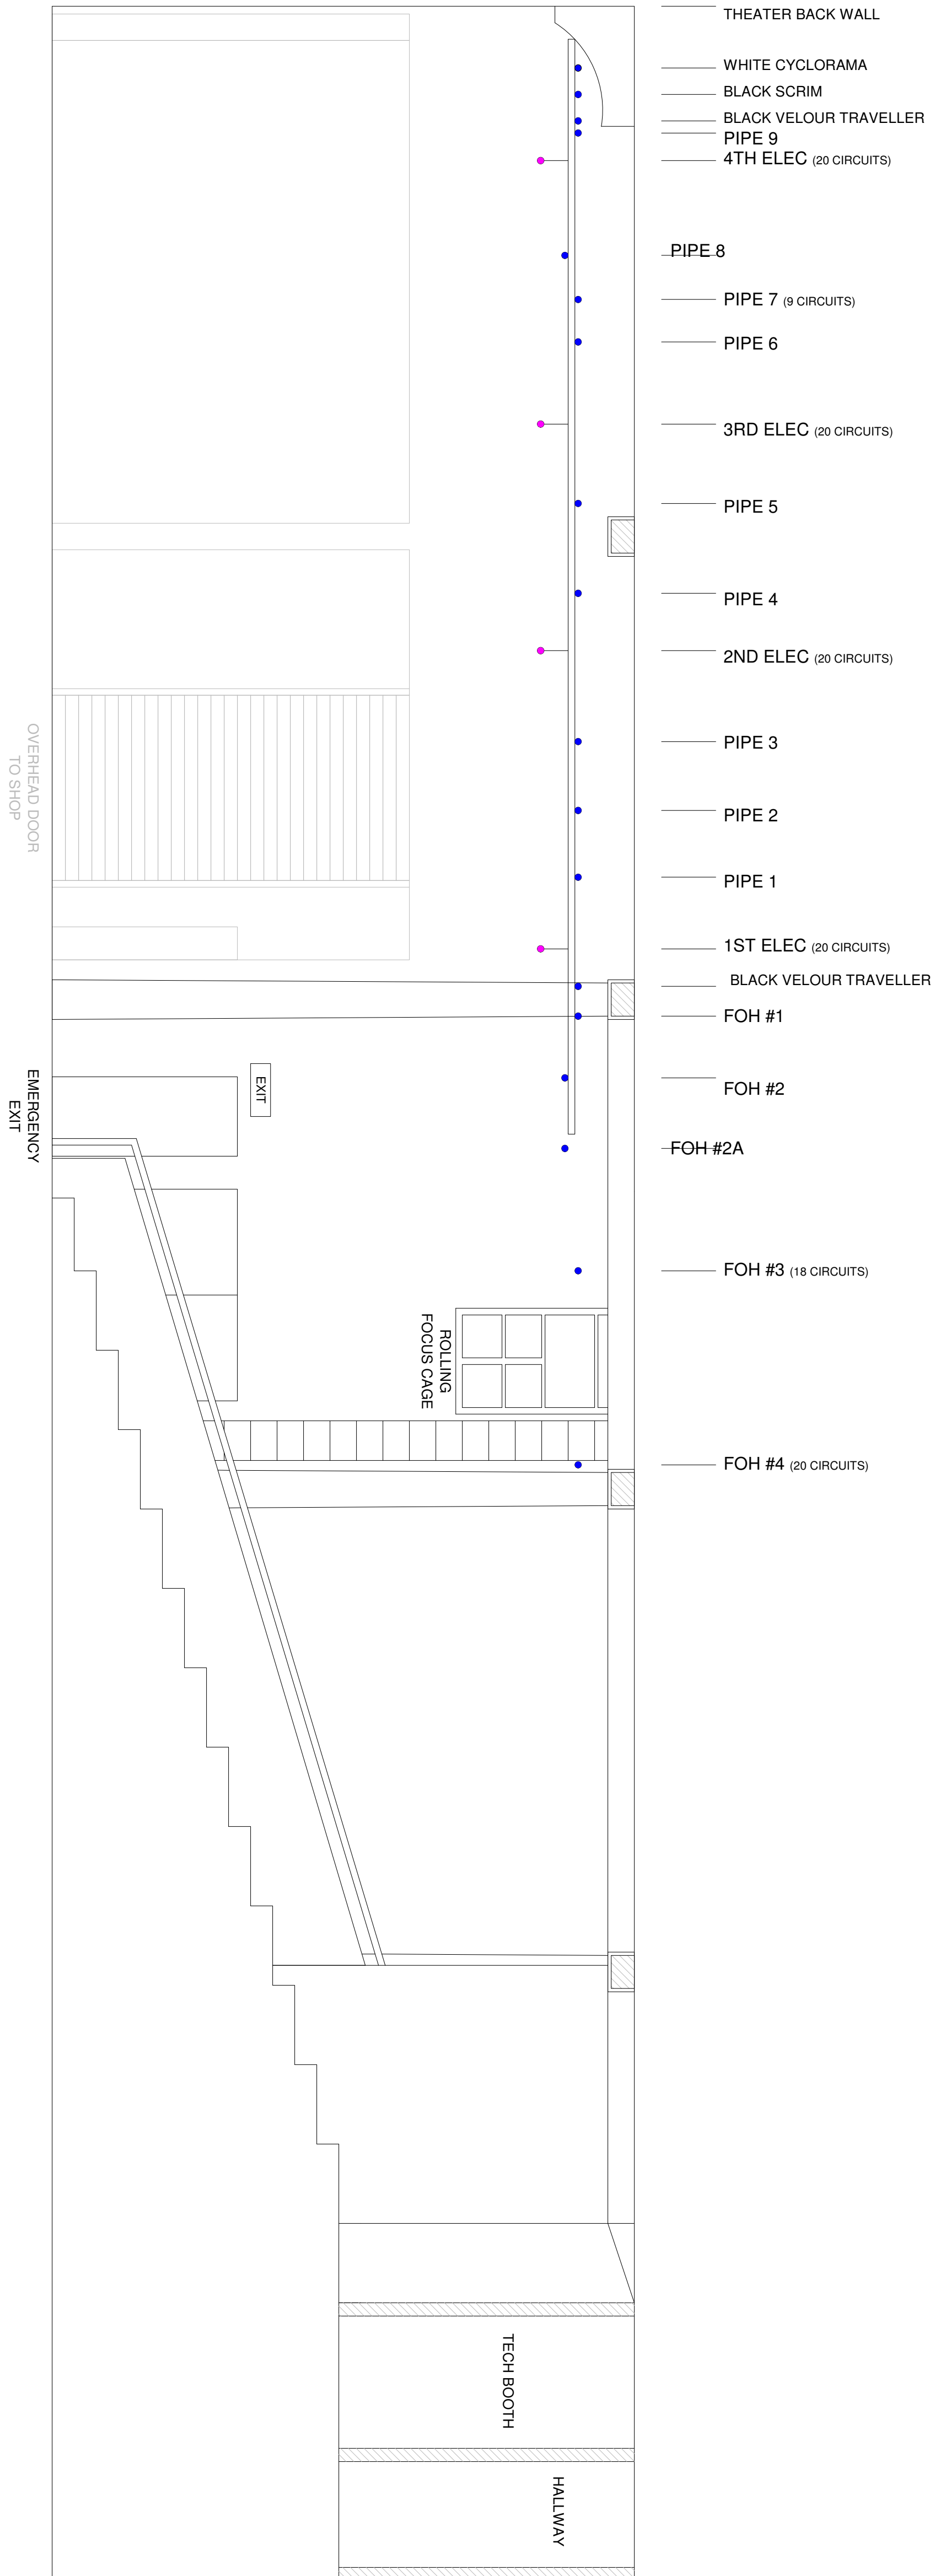 THEATER BACK WALL
WHITE CYCLORAMA
BLACK SCRIM
BLACK VELOUR TRAVELLER
PIPE 9
4TH ELEC (20 CIRCUITS)
PIPE 8
PIPE 7 (9 CIRCUITS)
PIPE 6
3RD ELEC (20 CIRCUITS)
PIPE 5
PIPE 4
2ND ELEC (20 CIRCUITS)
PIPE 3
OVERHEAD DOOR
TO SHOP
PIPE 2
PIPE 1
1ST ELEC (20 CIRCUITS)
BLACK VELOUR TRAVELLER
FOH #1
FOH #2
EXIT
EMERGENCY
EXIT
FOH #2A
FOH #3 (18 CIRCUITS)
ROLLING
FOCUS CAGE
FOH #4 (20 CIRCUITS)
TECH BOOTH
HALLWAY